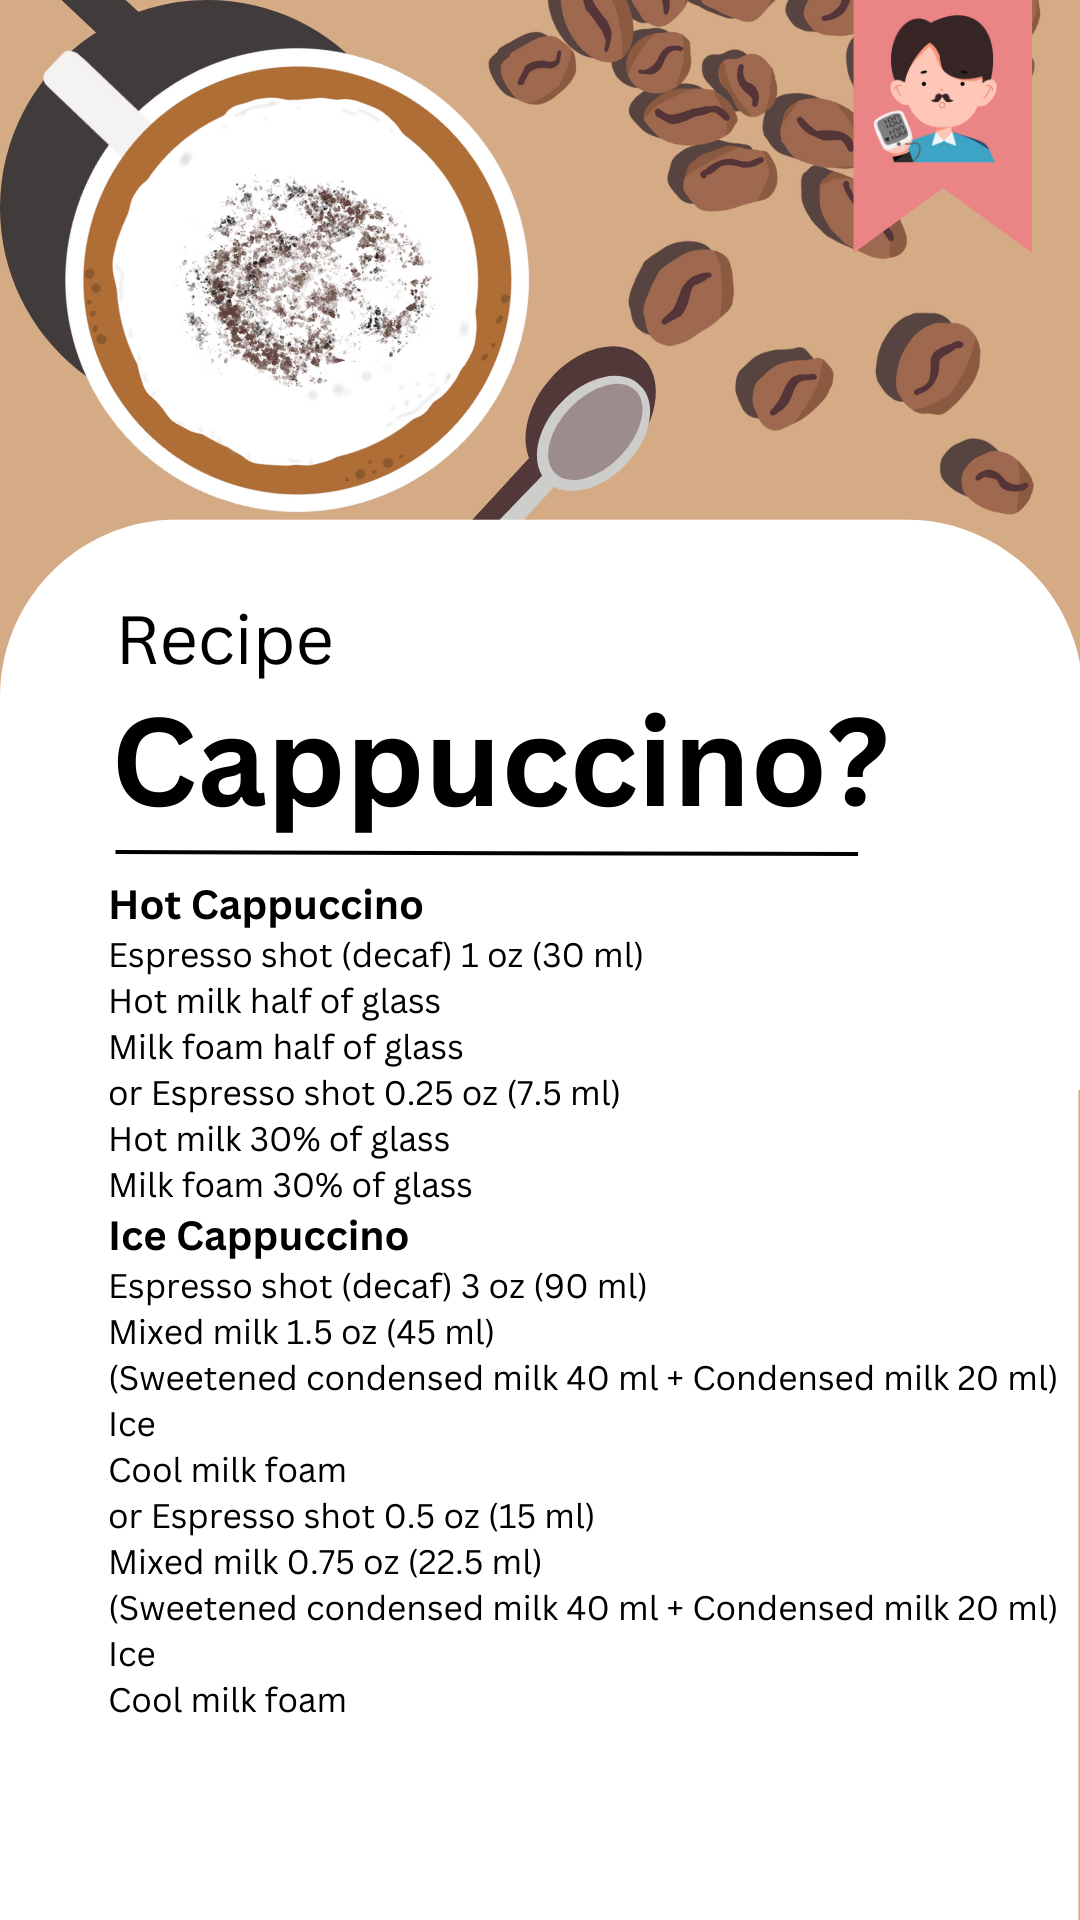 Recipe
Cappuccino?
Hot Cappuccino
Espresso shot (decaf) 1 oz (30 ml)
Hot milk half of glass
Milk foam half of glass
or Espresso shot 0.25 oz (7.5 ml)
Hot milk 30% of glass
Milk foam 30% of glass
Ice Cappuccino
Espresso shot (decaf) 3 oz (90 ml)
Mixed milk 1.5 oz (45 ml)
(Sweetened condensed milk 40 ml + Condensed milk 20 ml)
Ice
Cool milk foam
or Espresso shot 0.5 oz (15 ml)
Mixed milk 0.75 oz (22.5 ml)
(Sweetened condensed milk 40 ml + Condensed milk 20 ml)
Ice
Cool milk foam